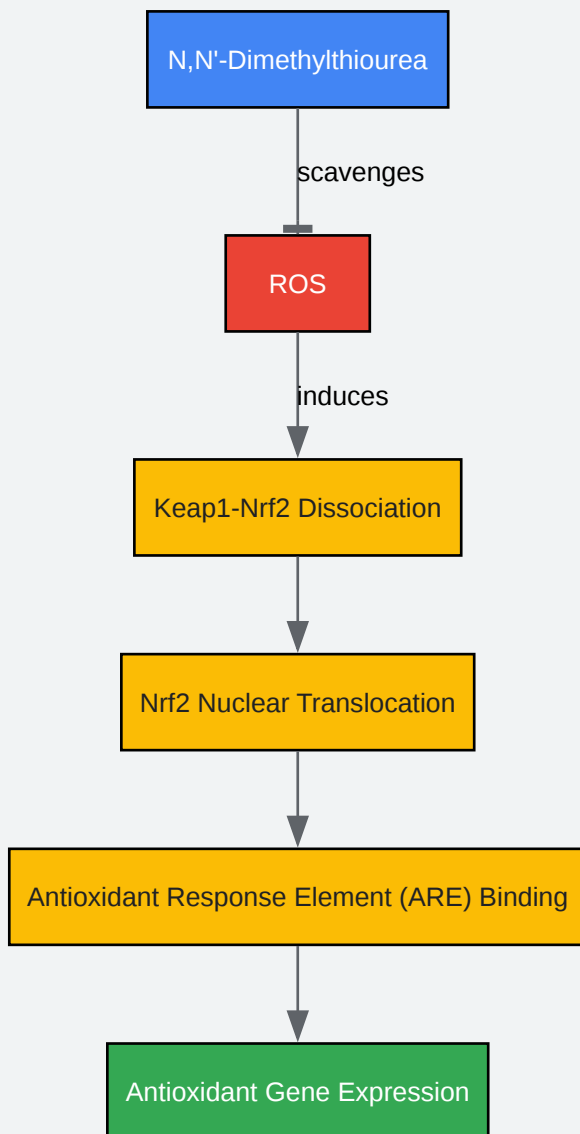 N,N'-Dimethylthiourea
scavenges
ROS
induces
Keap1-Nrf2 Dissociation
Nrf2 Nuclear Translocation
Antioxidant Response Element (ARE) Binding
Antioxidant Gene Expression